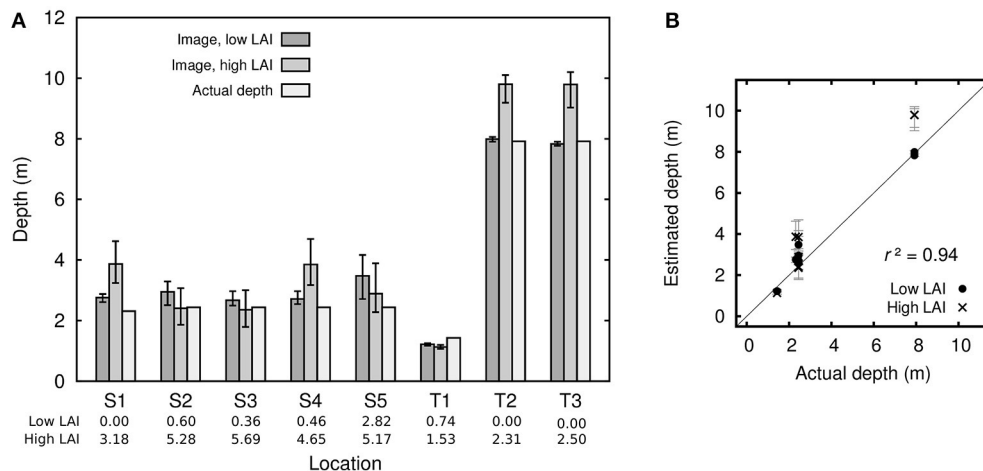 A
12
10
8
6
4
2
0
Depth (m)
Image, low LAI
Image, high LAI
Actual depth
S1 S2 S3 S4 S5 T1 T2 T3
Low LAI 0.00 0.60 0.36 0.46 2.82 0.74 0.00 0.00
High LAI 3.18 5.28 5.69 4.65 5.17 1.53 2.31 2.50
Location
B
10
8
6
4
2
0
Estimated depth (m)
r² = 0.94
Low LAI
High LAI
0 2 4 6 8 10
Actual depth (m)